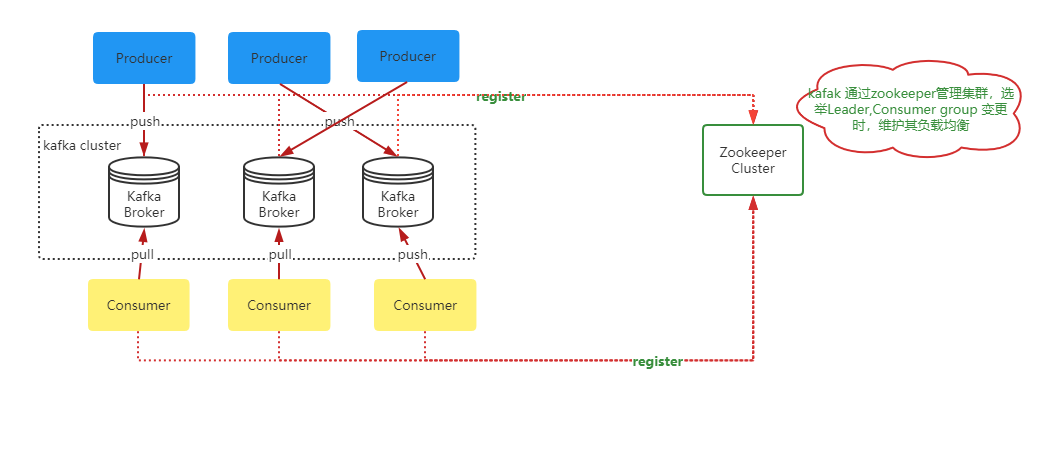 Producer
Producer
Producer
register
kafak 通过zookeeper管理集群，选
举Leader,Consumer group 变更
时，维护其负载均衡
push
push
kafka cluster
Zookeeper
Cluster
Kafka
Broker
Kafka
Broker
Kafka
Broker
pull
pull
push
Consumer
Consumer
Consumer
register